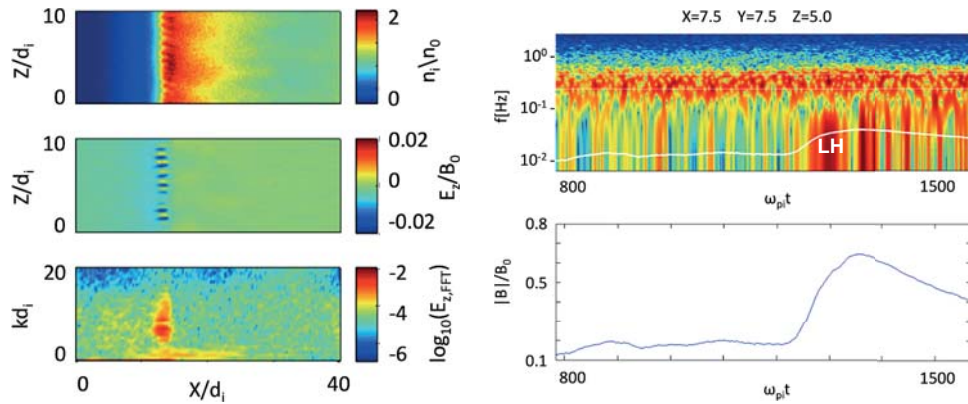 10
Z/d_i
0
2
1
0
n_i\n_0
10
Z/d_i
0
0.02
0
-0.02
E_z/B_0
20
kd_i
0
-2
-4
-6
log_10(E_z,FFT)
0
40
X/d_i
X=7.5 Y=7.5 Z=5.0
10^0
10^-1
10^-2
f[Hz]
LH
800
1500
ω_pi t
0.8
0.5
0.1
|B|/B_0
800
1500
ω_pi t